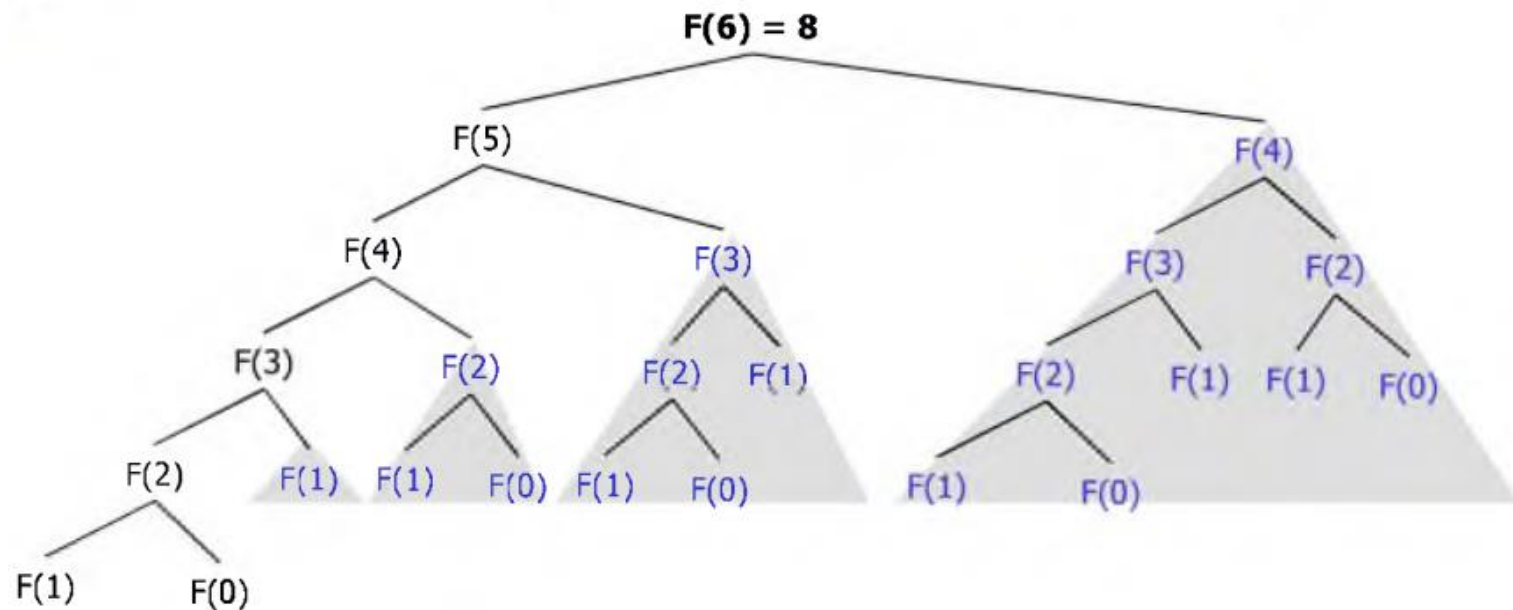 F(6) = 8
F(5)
F(4)
F(4)
F(3)
F(3)
F(2)
F(3)
F(2)
F(2)
F(1)
F(2)
F(1)
F(1)
F(0)
F(2)
F(1)
F(1)
F(0)
F(1)
F(0)
F(1)
F(0)
F(1)
F(0)